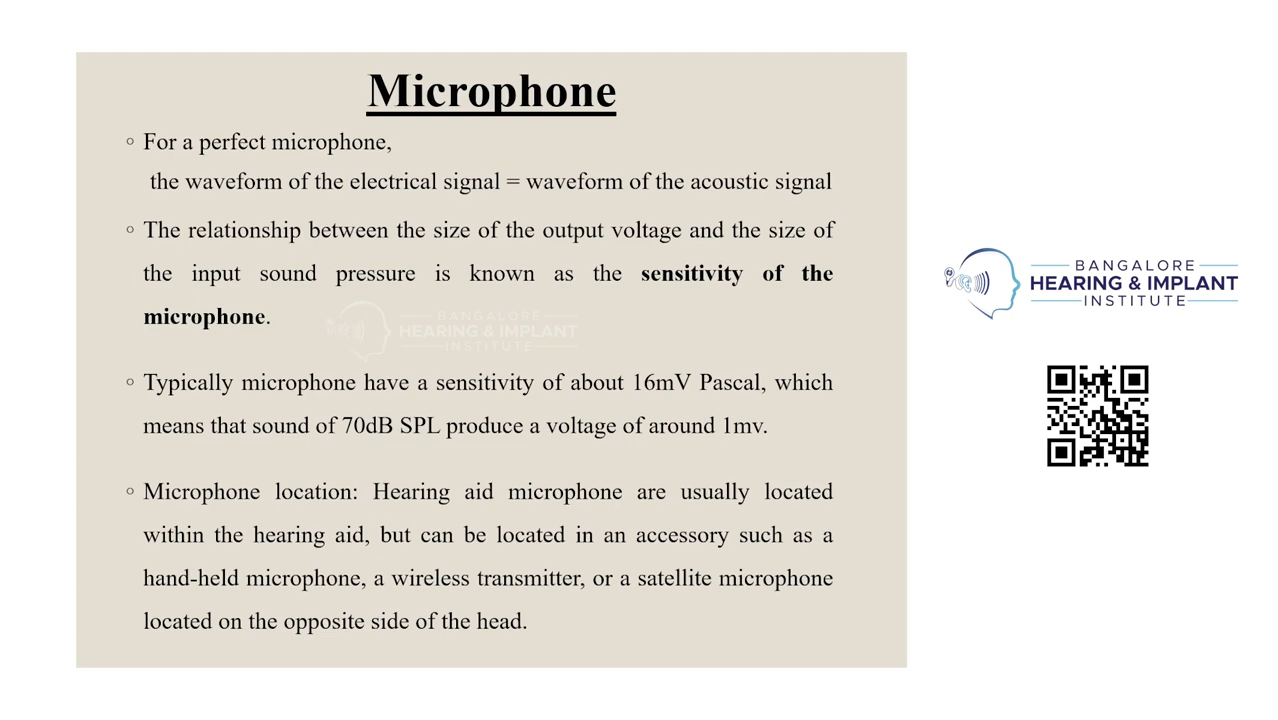 Microphone
◦ For a perfect microphone,
the waveform of the electrical signal = waveform of the acoustic signal
◦ The relationship between the size of the output voltage and the size of
the input sound pressure is known as the sensitivity of the
microphone.
◦ Typically microphone have a sensitivity of about 16mV Pascal, which
means that sound of 70dB SPL produce a voltage of around 1mv.
◦ Microphone location: Hearing aid microphone are usually located
within the hearing aid, but can be located in an accessory such as a
hand-held microphone, a wireless transmitter, or a satellite microphone
located on the opposite side of the head.
BANGALORE
HEARING & IMPLANT
INSTITUTE
BANGALORE
HEARING & IMPLANT
INSTITUTE